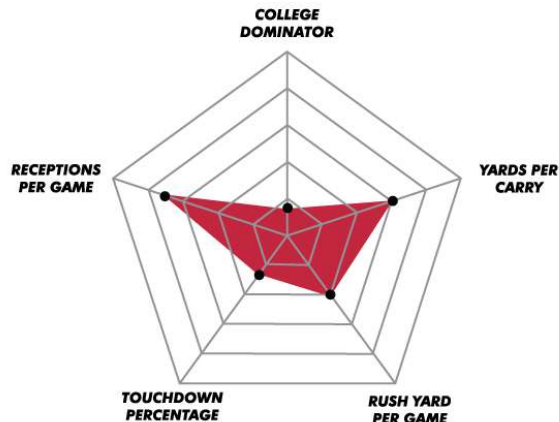 COLLEGE
DOMINATOR
RECEPTIONS
PER GAME
YARDS PER
CARRY
TOUCHDOWN
PERCENTAGE
RUSH YARD
PER GAME